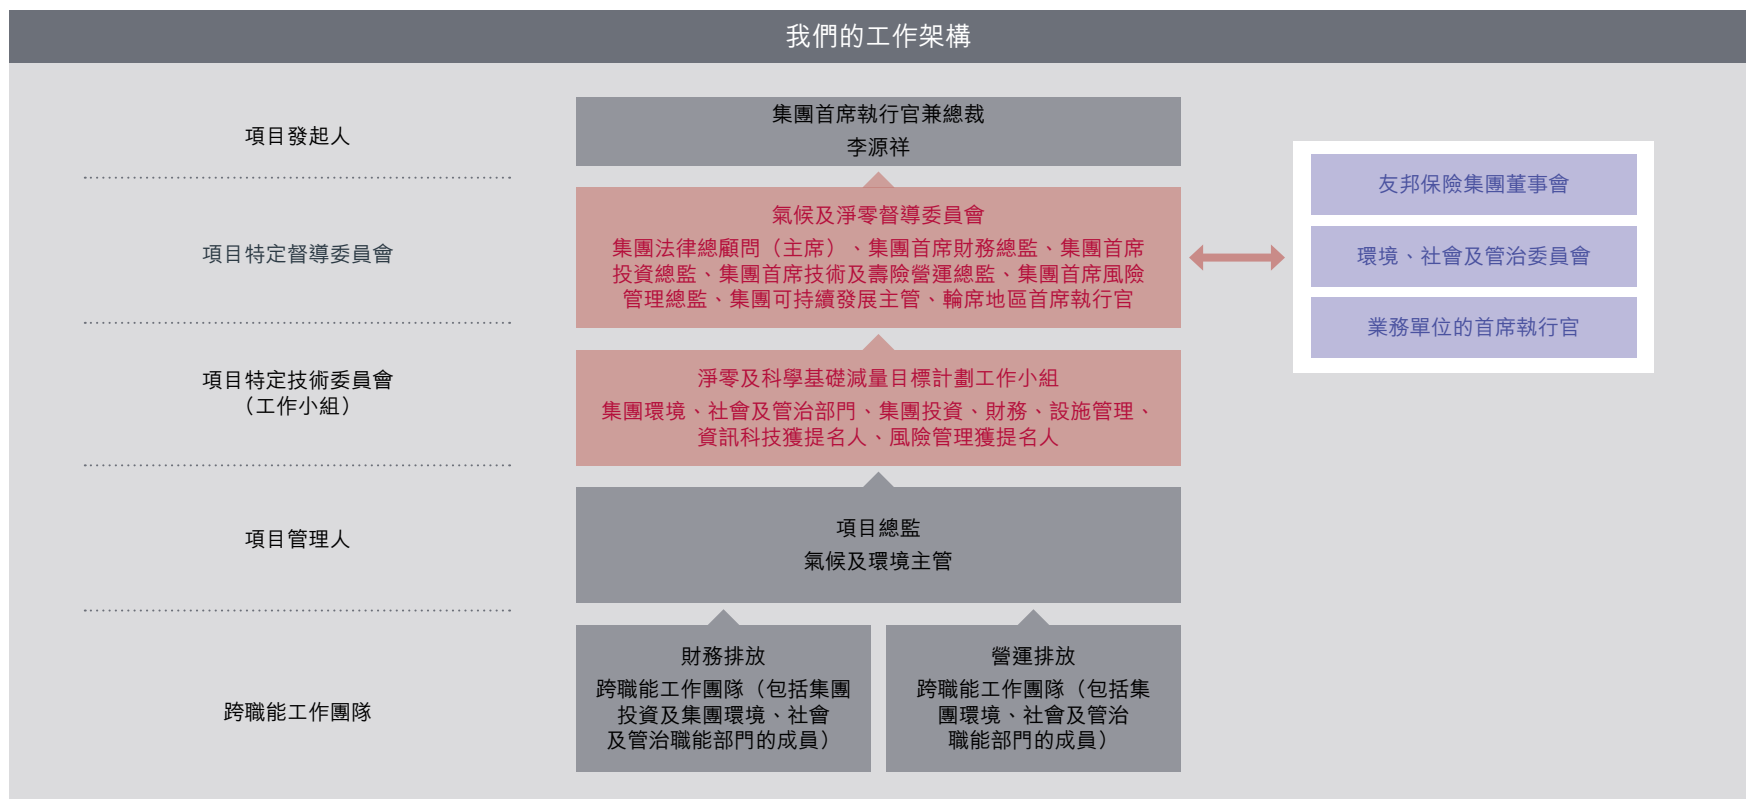 我們的工作架構
項目發起人
集團首席執行官兼總裁
李源祥
項目特定督導委員會
氣候及淨零督導委員會
集團法律總顧問（主席）、集團首席財務總監、集團首席
投資總監、集團首席技術及壽險營運總監、集團首席風險
管理總監、集團可持續發展主管、輪席地區首席執行官
友邦保險集團董事會
環境、社會及管治委員會
業務單位的首席執行官
項目特定技術委員會
（工作小組）
淨零及科學基礎減量目標計劃工作小組
集團環境、社會及管治部門、集團投資、財務、設施管理、
資訊科技獲提名人、風險管理獲提名人
項目管理人
項目總監
氣候及環境主管
跨職能工作團隊
財務排放
跨職能工作團隊（包括集團
投資及集團環境、社會
及管治職能部門的成員）
營運排放
跨職能工作團隊（包括集
團環境、社會及管治
職能部門的成員）